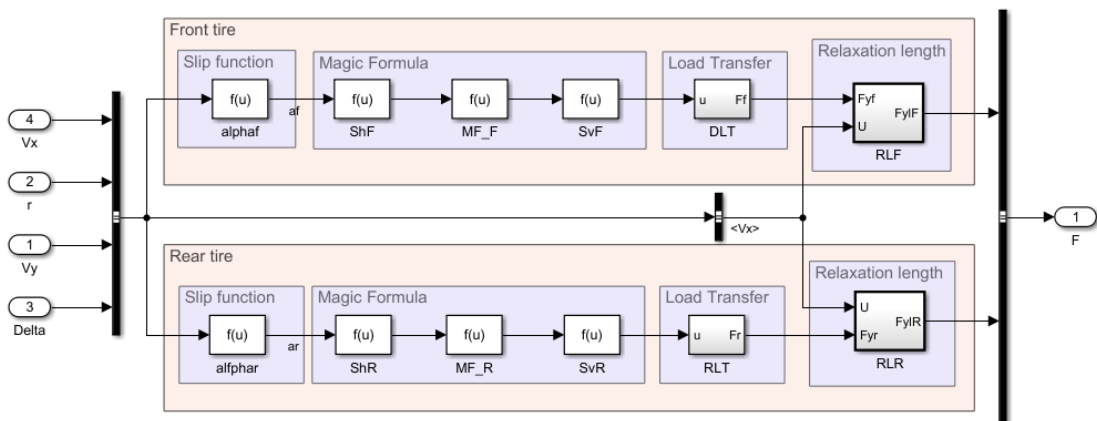 Front tire
Slip function
Magic Formula
Load Transfer
Relaxation length
f(u)
f(u)
f(u)
f(u)
u
Ff
Fyf
U
FylF
af
alphaf
ShF
MF_F
SvF
DLT
RLF
4
Vx
2
r
1
Vy
3
Delta
<Vx>
1
F
Rear tire
Slip function
Magic Formula
Load Transfer
Relaxation length
f(u)
f(u)
f(u)
f(u)
u
Fr
U
Fyr
FylR
ar
alfphar
ShR
MF_R
SvR
RLT
RLR